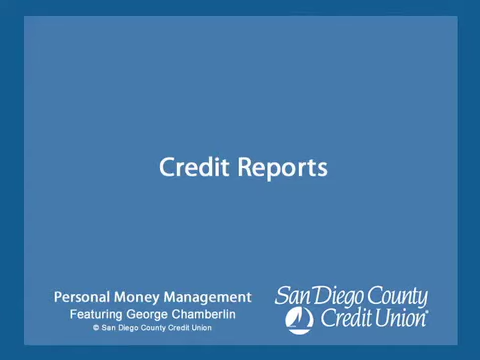 Credit Reports
Personal Money Management
Featuring George Chamberlin
© San Diego County Credit Union
San Diego County
Credit Union®